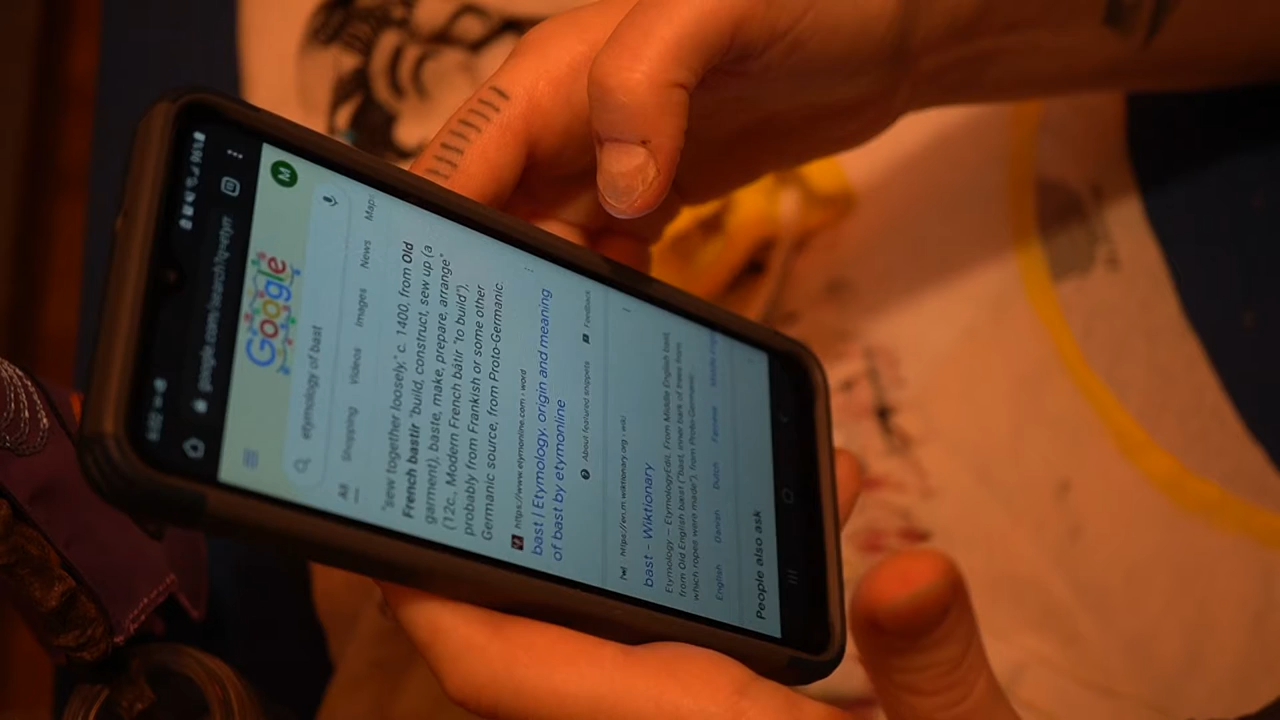 96%
google.com/search?q=etym
M
Google
etymology of bast
All Shopping Videos Images News Map
"sew together loosely," c. 1400, from Old
French bastir "build, construct, sew up (a
garment), baste, make, prepare, arrange"
(12c., Modern French bâtir "to build"),
probably from Frankish or some other
Germanic source, from Proto-Germanic.
https://www.etymonline.com › word
bast | Etymology, origin and meaning
of bast by etymonline
About featured snippets Feedback
https://en.m.wiktionary.org › wiki
bast - Wiktionary
Etymology — EtymologyEdit. From Middle English bast,
from Old English bæst ("bast, inner bark of trees from
which ropes were made"), from Proto-Germanic
English Danish Dutch Faroese Middle
People also ask